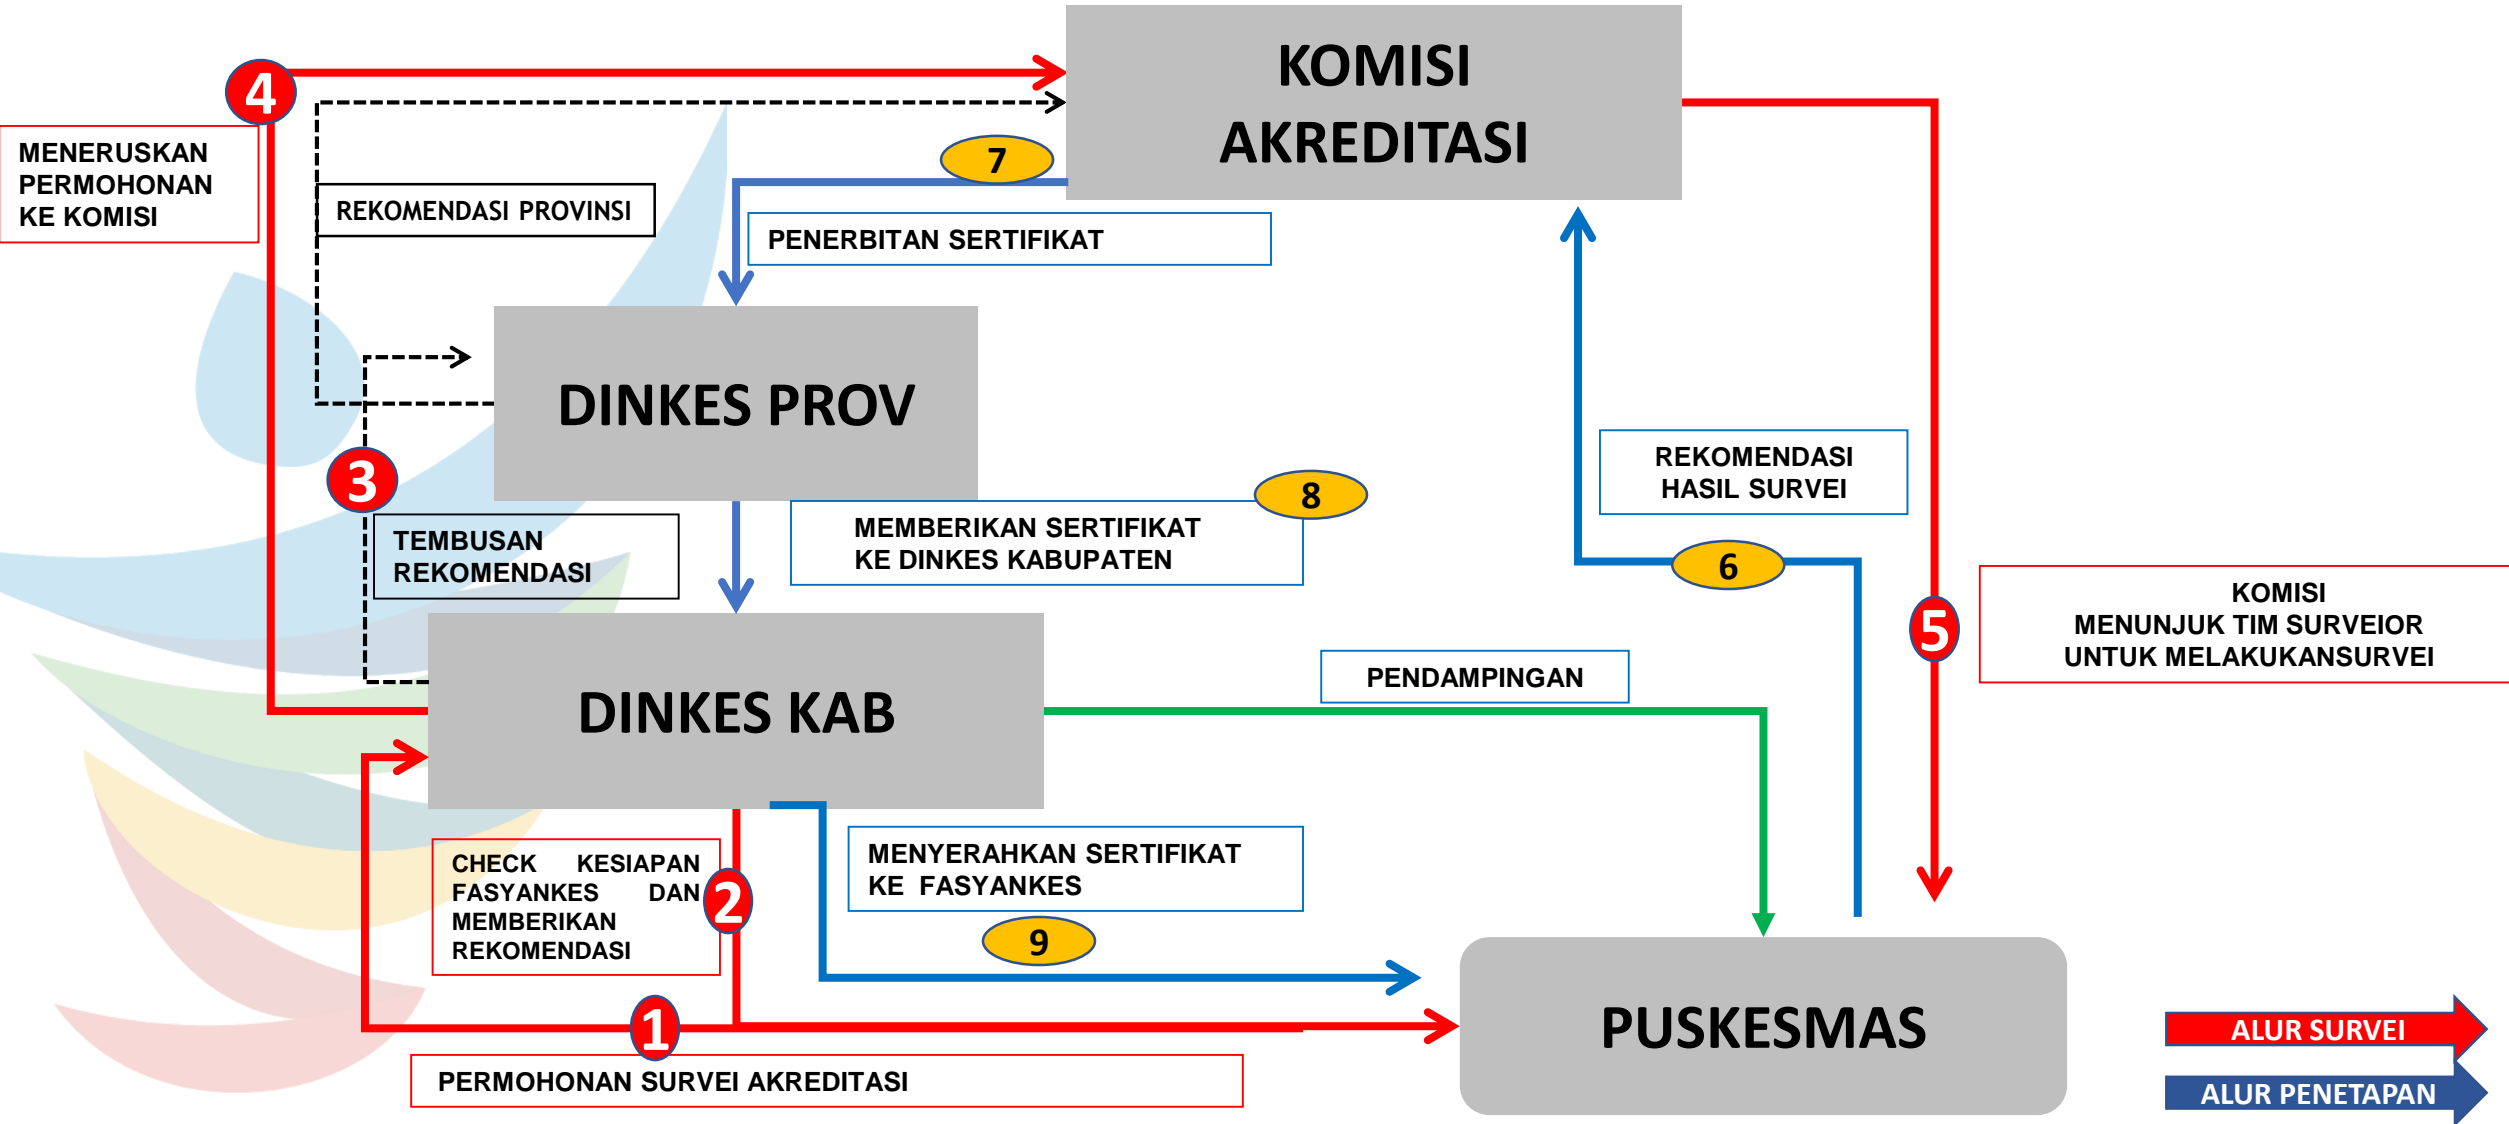 KOMISI
AKREDITASI
4
MENERUSKAN
PERMOHONAN
KE KOMISI
7
REKOMENDASI PROVINSI
PENERBITAN SERTIFIKAT
DINKES PROV
3
REKOMENDASI
HASIL SURVEI
8
MEMBERIKAN SERTIFIKAT
KE DINKES KABUPATEN
TEMBUSAN
REKOMENDASI
6
5
KOMISI
MENUNJUK TIM SURVEIOR
UNTUK MELAKUKANSURVEI
PENDAMPINGAN
DINKES KAB
CHECK KESIAPAN
FASYANKES DAN
MEMBERIKAN
REKOMENDASI
2
MENYERAHKAN SERTIFIKAT
KE FASYANKES
9
1
PUSKESMAS
PERMOHONAN SURVEI AKREDITASI
ALUR SURVEI
ALUR PENETAPAN